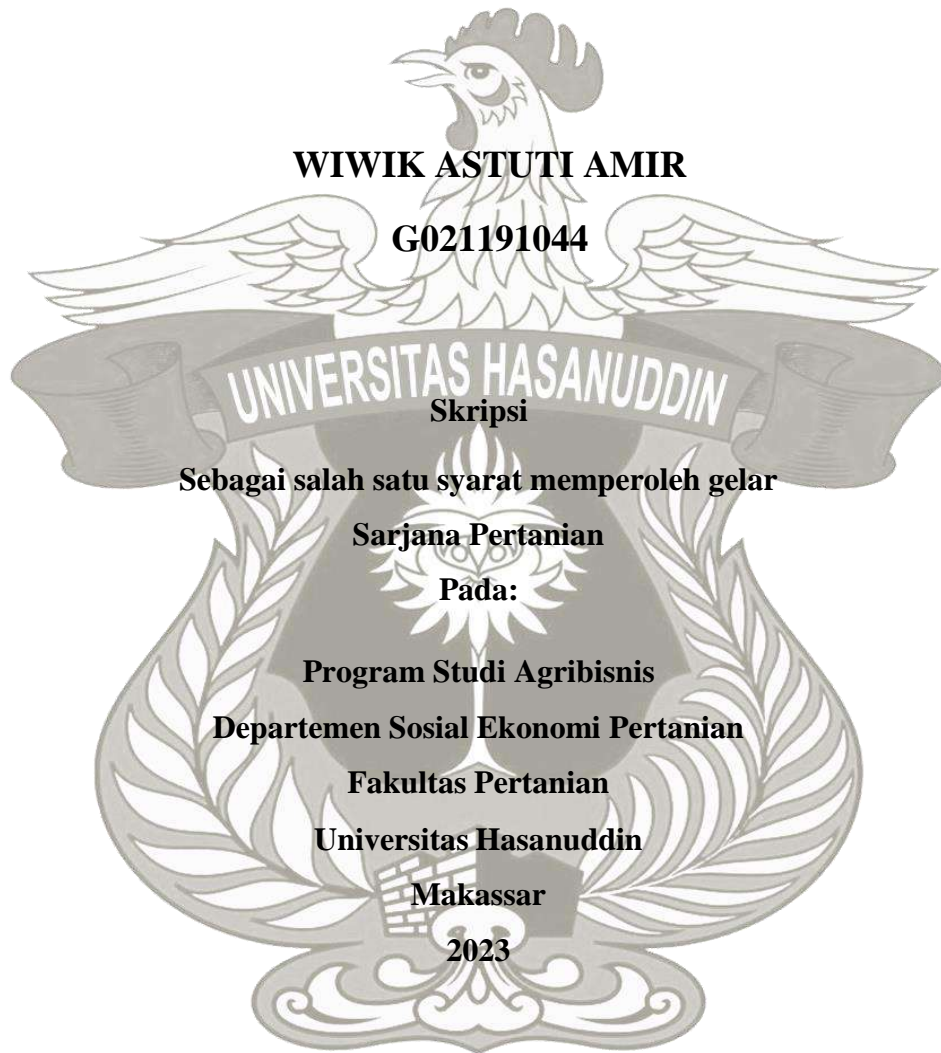 WIWIK ASTUTI AMIR
G021191044
UNIVERSITAS HASANUDDIN
Skripsi
Sebagai salah satu syarat memperoleh gelar
Sarjana Pertanian
Pada:
Program Studi Agribisnis
Departemen Sosial Ekonomi Pertanian
Fakultas Pertanian
Universitas Hasanuddin
Makassar
2023